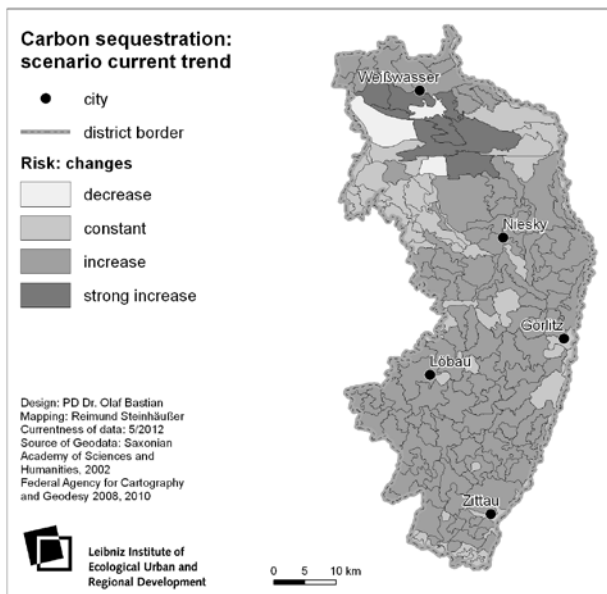 Carbon sequestration:
scenario current trend
city
district border
Risk: changes
decrease
constant
increase
strong increase
Weißwasser
Niesky
Görlitz
Löbau
Zittau
Design: PD Dr. Olaf Bastian
Mapping: Reimund Steinhäußer
Currentness of data: 5/2012
Source of Geodata: Saxonian
Academy of Sciences and
Humanities, 2002
Federal Agency for Cartography
and Geodesy 2008, 2010
Leibniz Institute of
Ecological Urban and
Regional Development
0 5 10 km